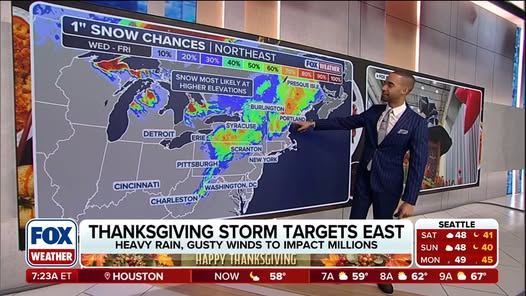 1" SNOW CHANCES | NORTHEAST
FOX WEATHER
WED - FRI
10% 20% 30% 40% 50% 60% 70% 80% 90% 100%
SNOW MOST LIKELY AT
HIGHER ELEVATIONS
PRESQUE ISLE
BURLINGTON
PORTLAND
SYRACUSE
DETROIT
ERIE
SCRANTON
NEW YORK
PITTSBURGH
CINCINNATI
WASHINGTON, DC
CHARLESTON
FOX
WEATHER
THANKSGIVING STORM TARGETS EAST
HEAVY RAIN, GUSTY WINDS TO IMPACT MILLIONS
HAPPY THANKSGIVING
SEATTLE
SAT 48 41
SUN 48 40
MON 49 45
7:23A ET HOUSTON NOW 58° 7A 59° 62° 8A 60° 62° 9A 62° 67°